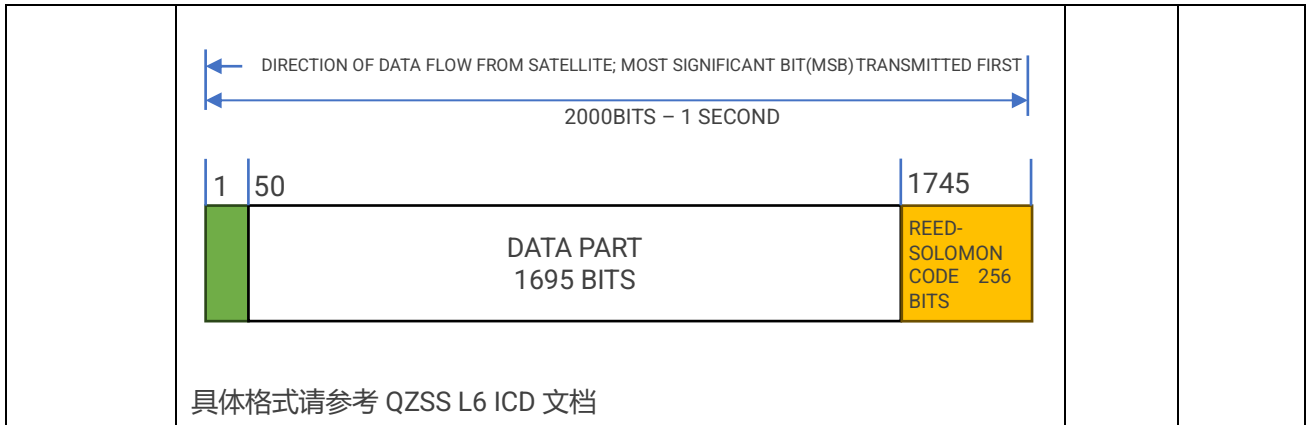 DIRECTION OF DATA FLOW FROM SATELLITE; MOST SIGNIFICANT BIT(MSB)TRANSMITTED FIRST
2000BITS – 1 SECOND
1 50 1745
DATA PART
1695 BITS
REED-
SOLOMON
CODE 256
BITS
具体格式请参考 QZSS L6 ICD 文档